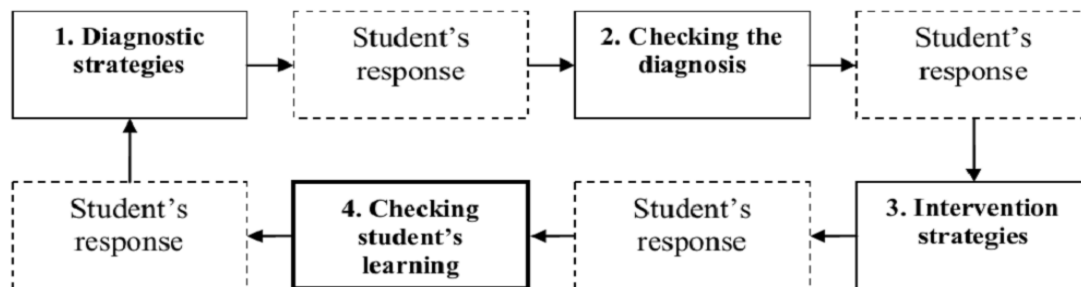 1. Diagnostic
strategies
Student’s
response
2. Checking the
diagnosis
Student’s
response
Student’s
response
4. Checking
student’s
learning
Student’s
response
3. Intervention
strategies